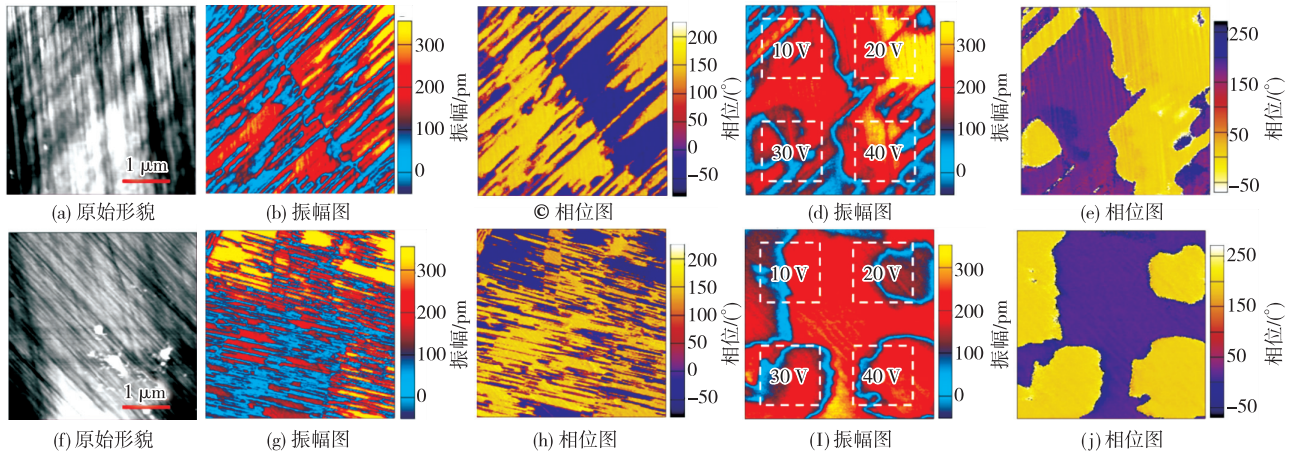 300
200
100
0
振幅/pm
200
150
100
50
0
−50
相位/(°)
10 V
20 V
30 V
40 V
300
200
100
0
振幅/pm
250
150
50
−50
相位/(°)
1 μm
(a) 原始形貌
(b) 振幅图
© 相位图
(d) 振幅图
(e) 相位图
300
200
100
0
振幅/pm
200
150
100
50
0
−50
相位/(°)
10 V
20 V
30 V
40 V
300
200
100
0
振幅/pm
250
150
50
−50
相位/(°)
1 μm
(f) 原始形貌
(g) 振幅图
(h) 相位图
(I) 振幅图
(j) 相位图